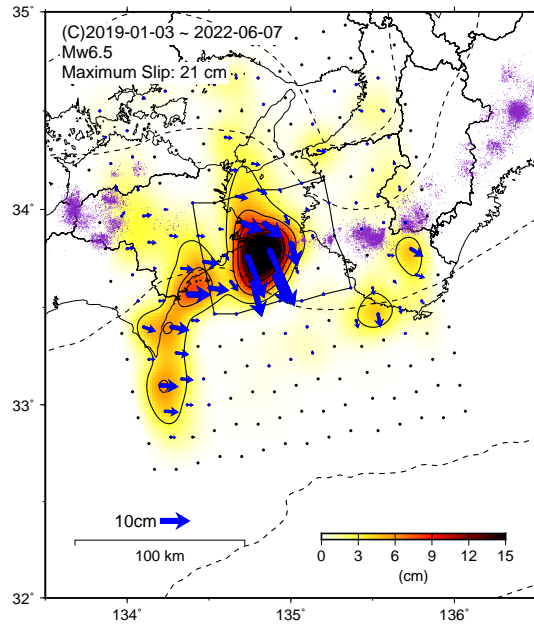 (C)2019-01-03 ~ 2022-06-07
Mw6.5
Maximum Slip: 21 cm
35˚
34˚
33˚
32˚
10cm
100 km
0 3 6 9 12 15
(cm)
134˚ 135˚ 136˚